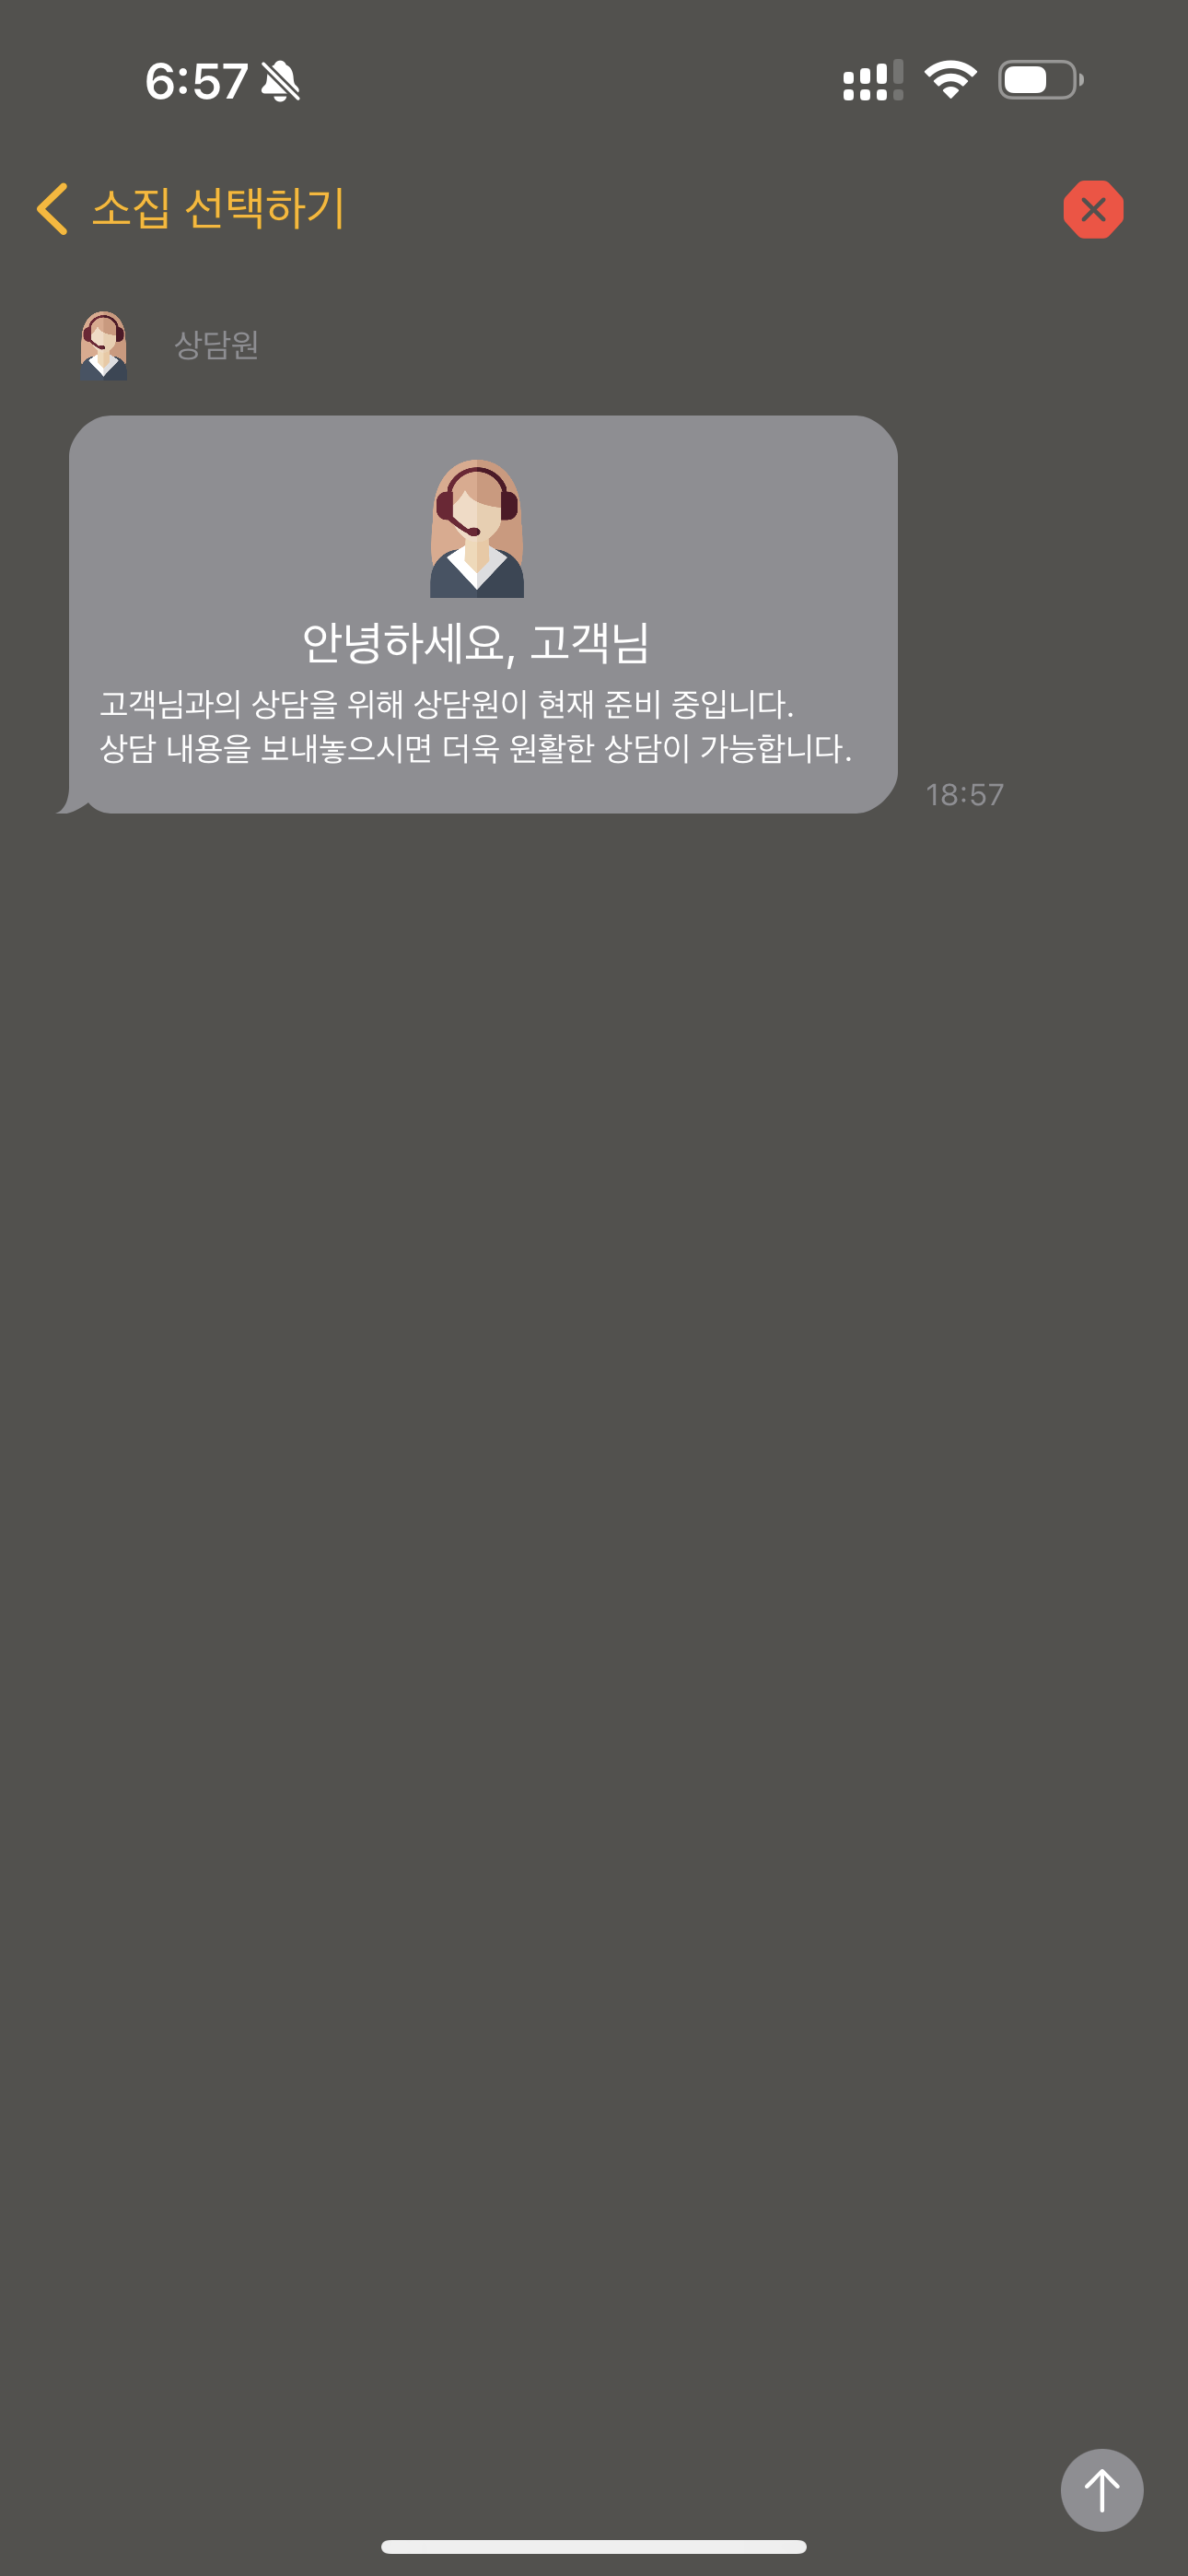 6:57
소집 선택하기
상담원
안녕하세요, 고객님
고객님과의 상담을 위해 상담원이 현재 준비 중입니다.
상담 내용을 보내놓으시면 더욱 원활한 상담이 가능합니다.
18:57